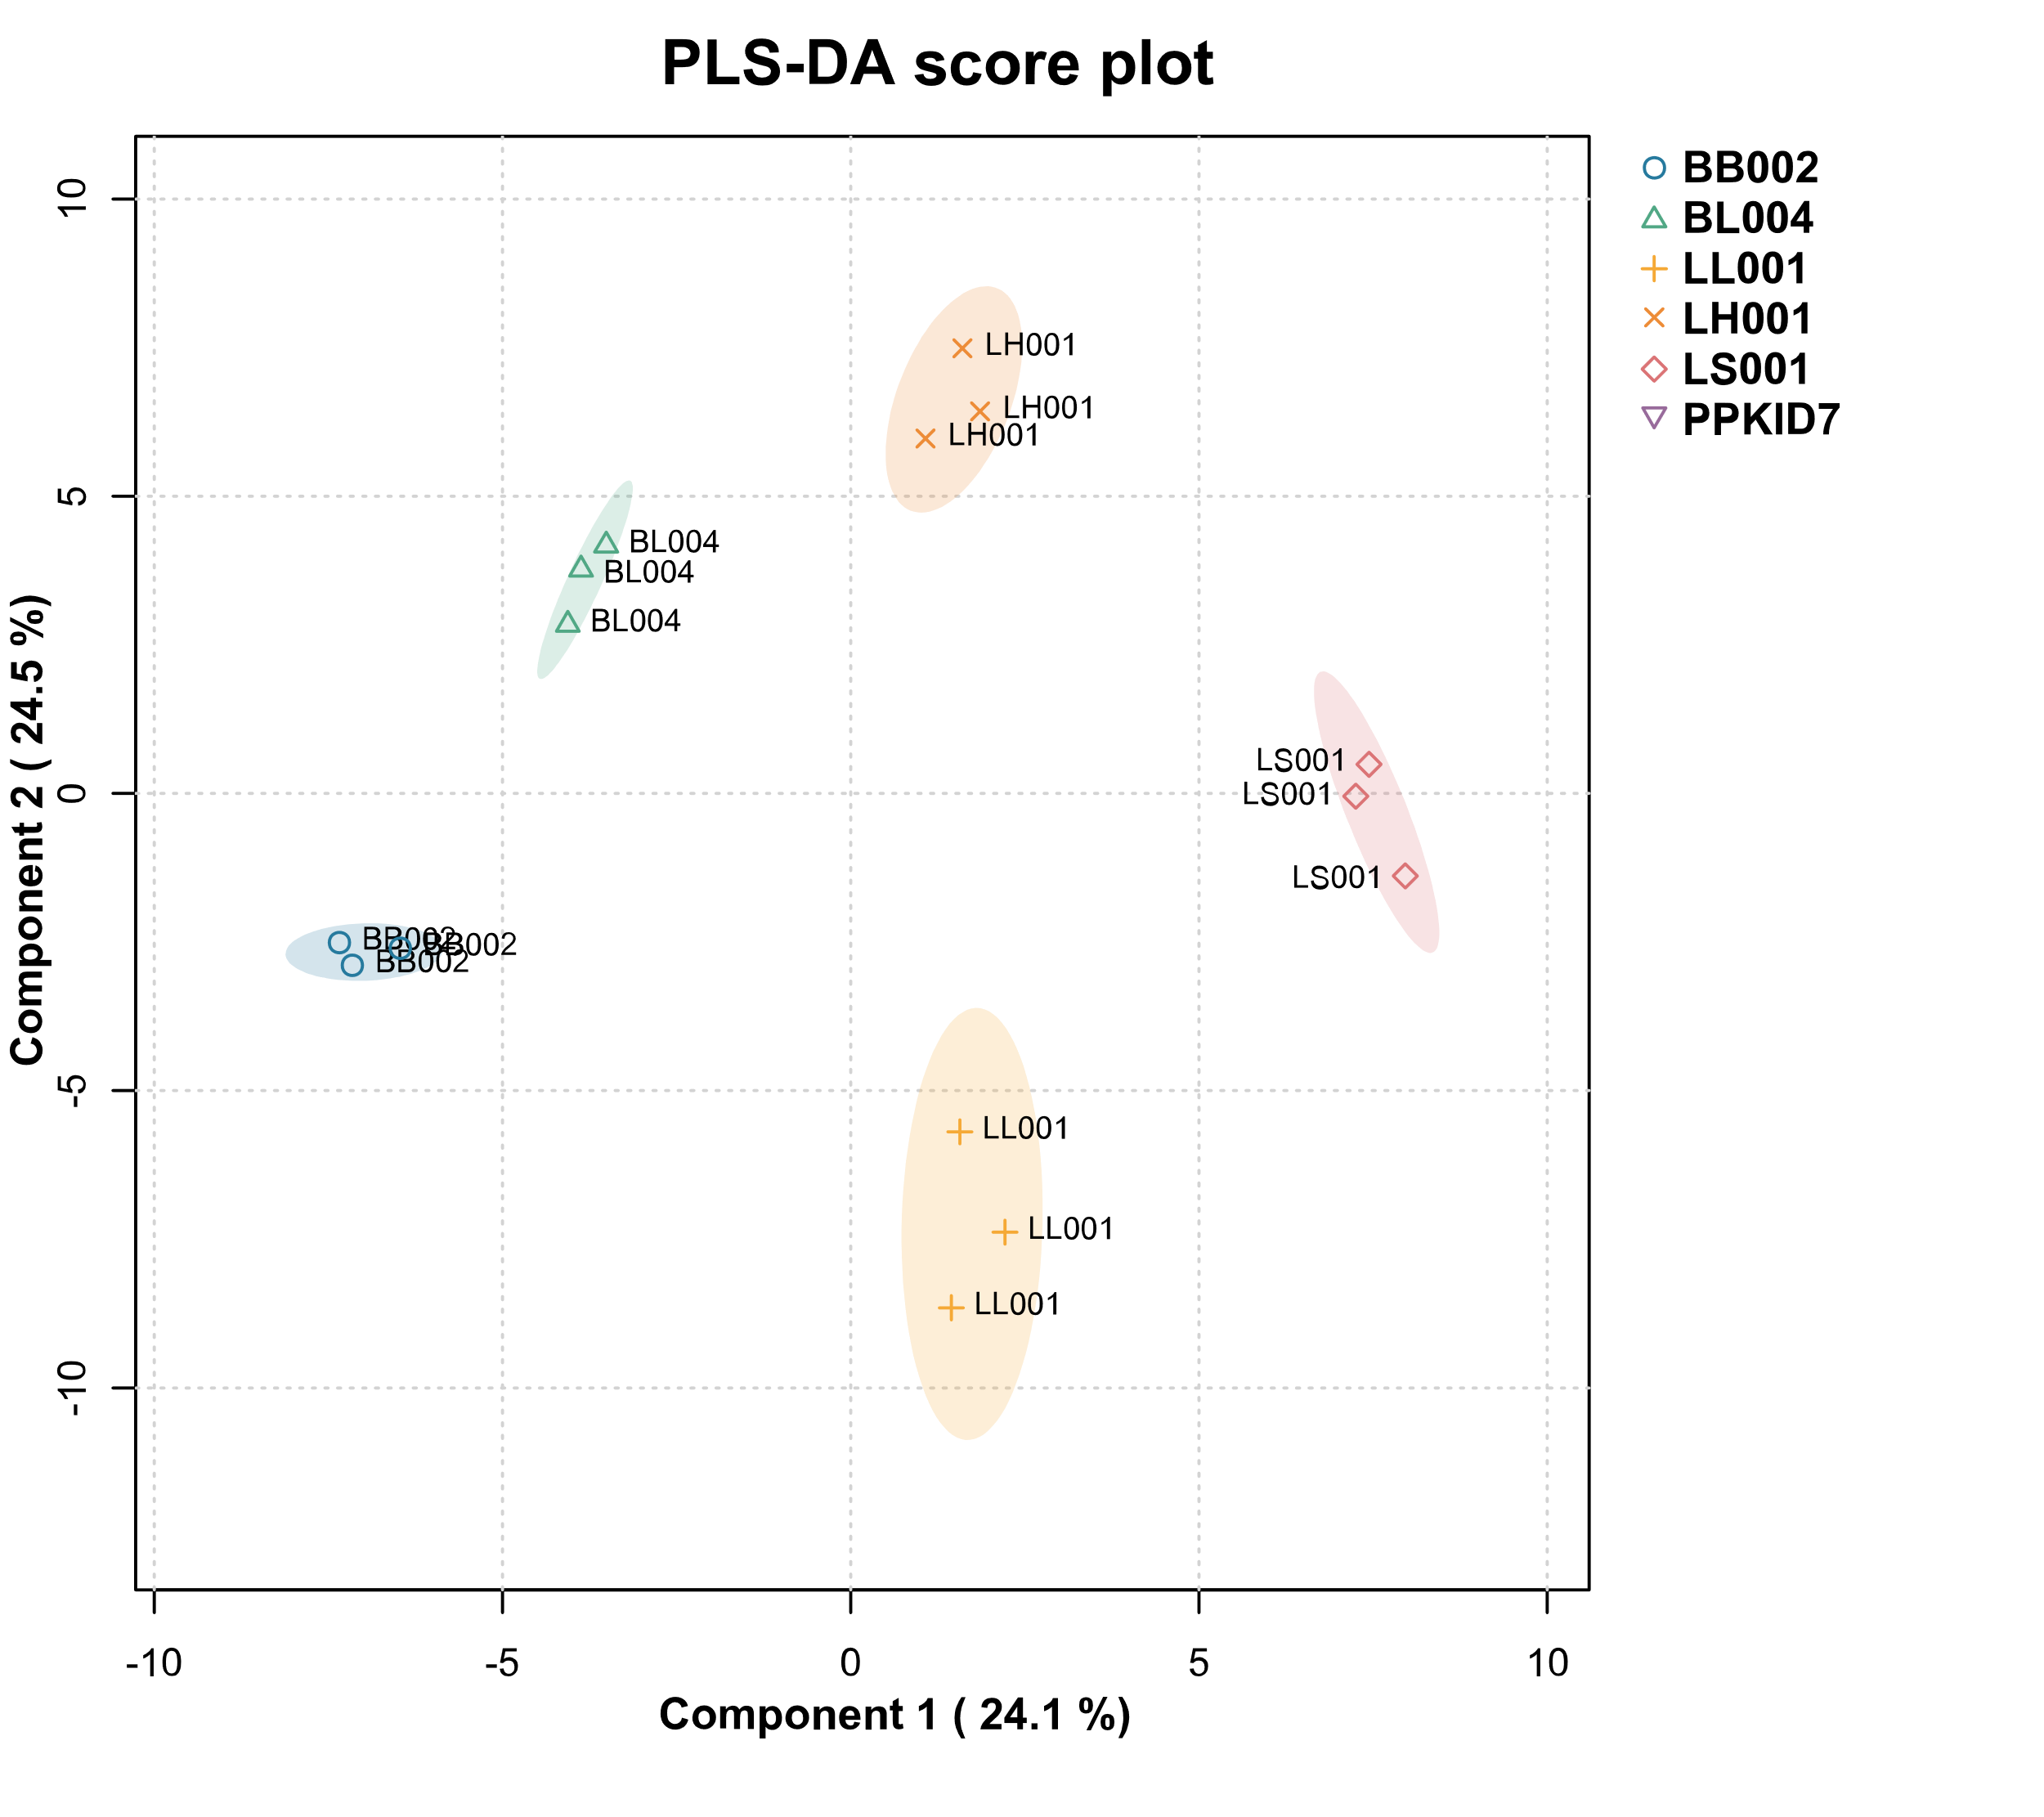 PLS-DA score plot
BB002
BL004
LL001
LH001
LS001
PPKID7
10
5
0
-5
-10
Component 2 ( 24.5 %)
LH001
LH001
LH001
BL004
BL004
BL004
LS001
LS001
LS001
BB002
BB002
BB002
LL001
LL001
LL001
-10
-5
0
5
10
Component 1 ( 24.1 %)